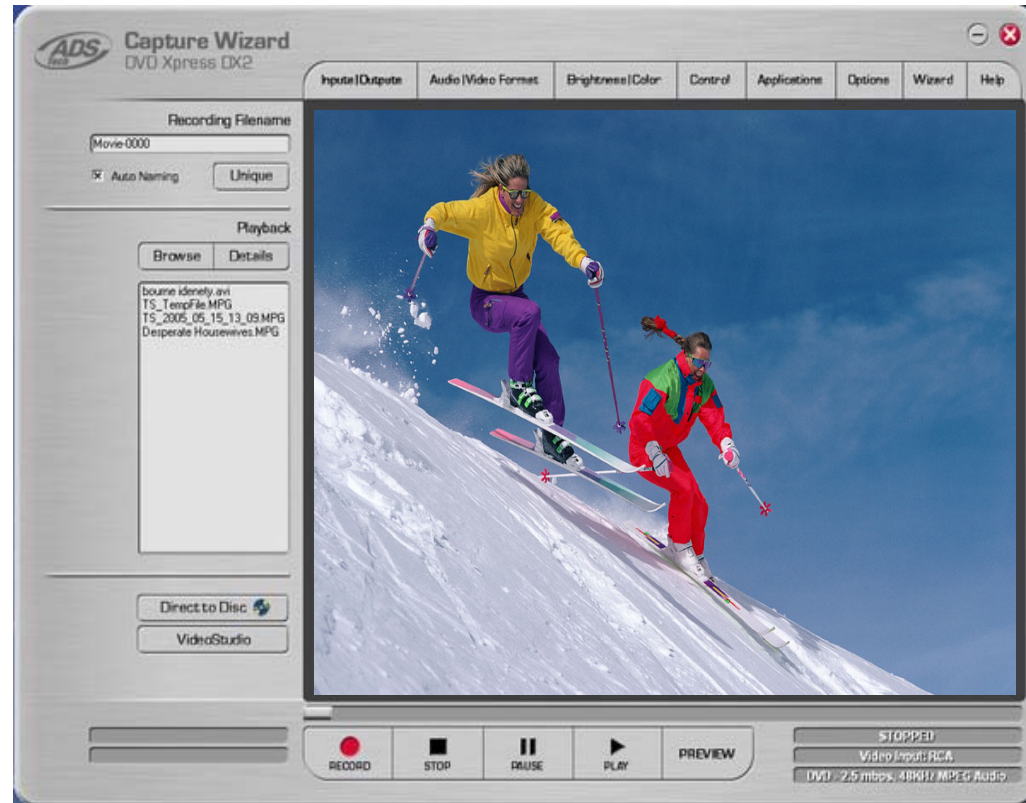 ADS
tech
Capture Wizard
DVD Xpress DX2
Inputs|Outputs
Audio|Video Format
Brightness|Color
Control
Applications
Options
Wizard
Help
Recording Filename
Movie-0000
Auto Naming
Unique
Playback
Browse
Details
bourne idenety.avi
TS_TempFile.MPG
TS_2005_05_15_13_09.MPG
Desperate Housewives.MPG
Direct to Disc
VideoStudio
RECORD
STOP
PAUSE
PLAY
PREVIEW
STOPPED
Video Input: RCA
DVD - 2.5 mbps, 48KHz MPEG Audio